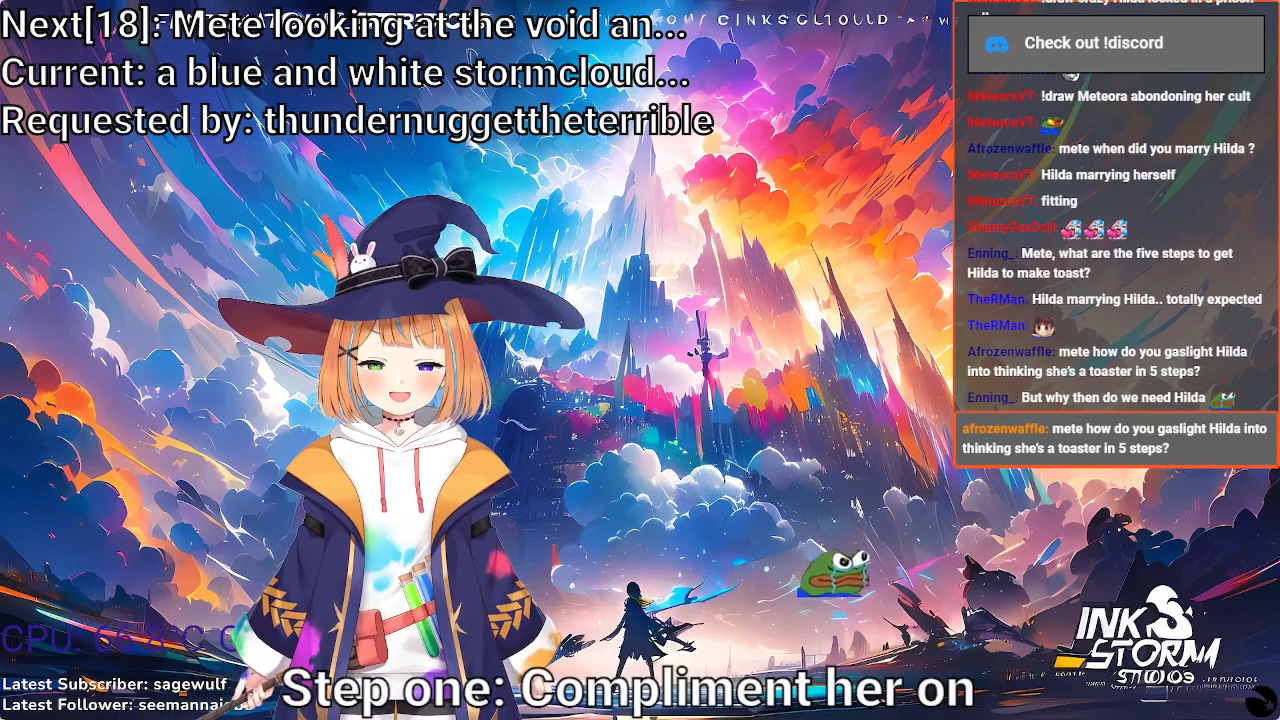 Next[18]: Mete looking at the void an...
Current: a blue and white stormcloud...
Requested by: thundernuggettheterrible
Check out !discord
MeteoraVT: !draw Meteora abondoning her cult
MeteoraVT:
Afrozenwaffle: mete when did you marry Hilda ?
MeteoraVT: Hilda marrying herself
MeteoraVT: fitting
Enning_: Mete, what are the five steps to get
Hilda to make toast?
TheRMan: Hilda marrying Hilda.. totally expected
TheRMan:
Afrozenwaffle: mete how do you gaslight Hilda
into thinking she's a toaster in 5 steps?
Enning_: But why then do we need Hilda
afrozenwaffle: mete how do you gaslight Hilda into
thinking she's a toaster in 5 steps?
INK
STORM
STUDIOS
CPU:
Latest Subscriber: sagewulf
Latest Follower:
Step one: Compliment her on